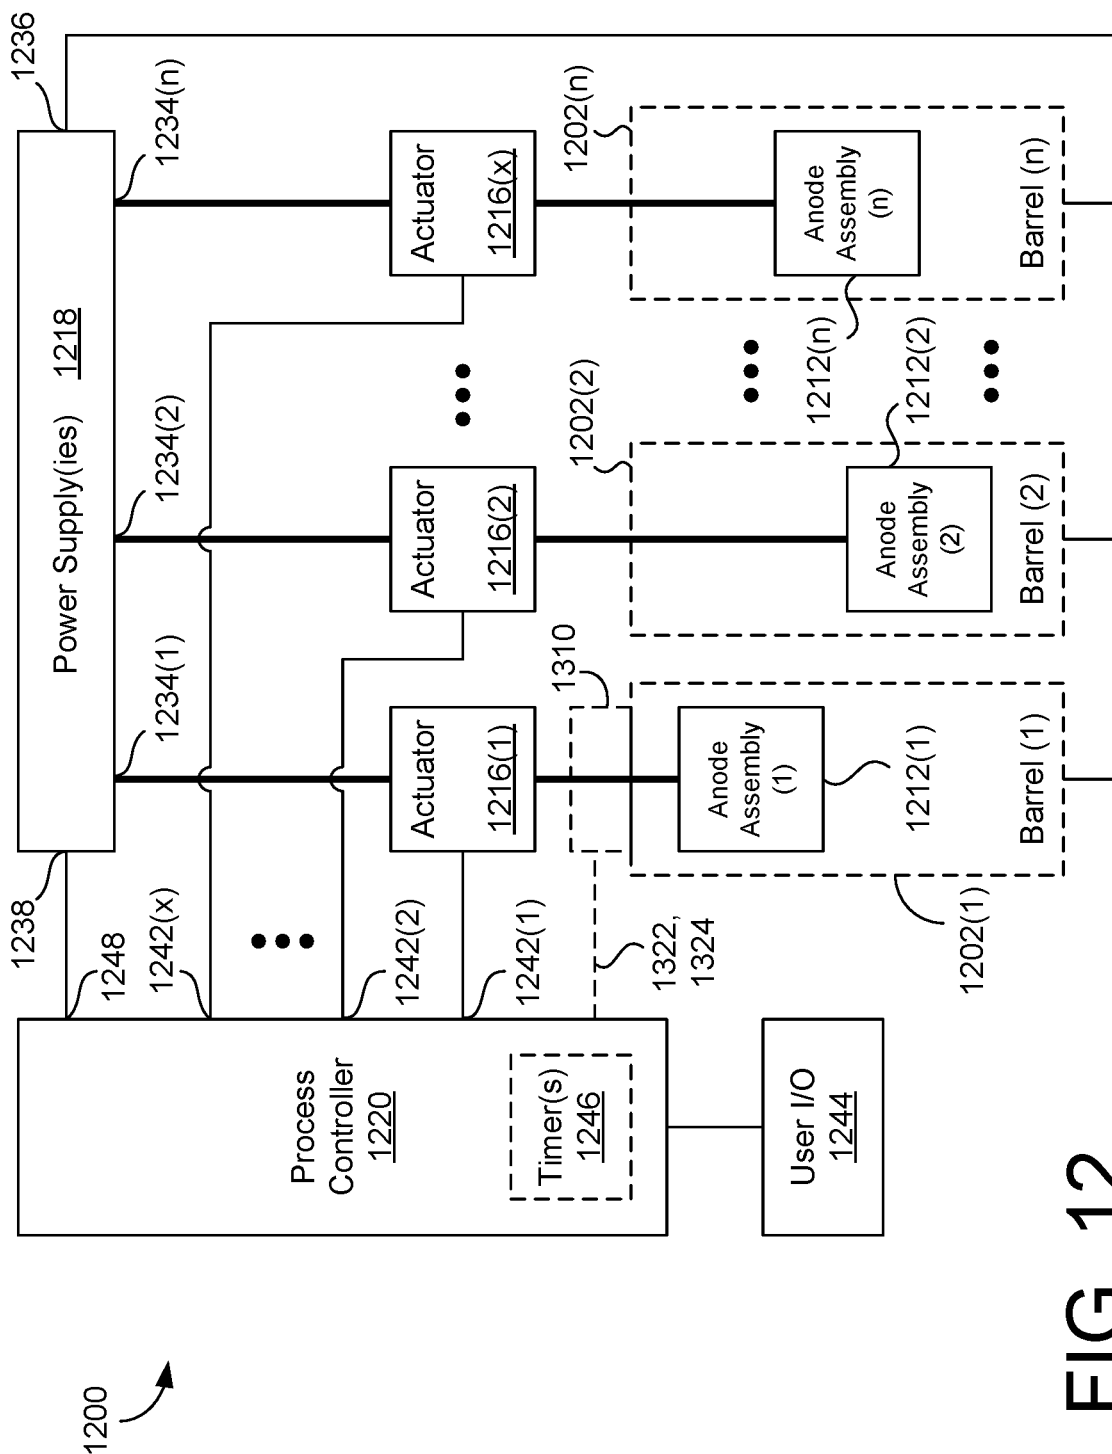 1200
Process
Controller
1220
Timer(s)
1246
User I/O
1244
1238
1248
1242(x)
1242(2)
1242(1)
1322,
1324
1202(1)
Power Supply(ies)
1218
1236
1234(1)
1234(2)
1234(n)
Actuator
1216(1)
Actuator
1216(2)
Actuator
1216(x)
1310
1202(2)
1202(n)
Anode
Assembly
(1)
1212(1)
Barrel (1)
Anode
Assembly
(2)
1212(2)
Barrel (2)
Anode
Assembly
(n)
1212(n)
Barrel (n)
FIG 12